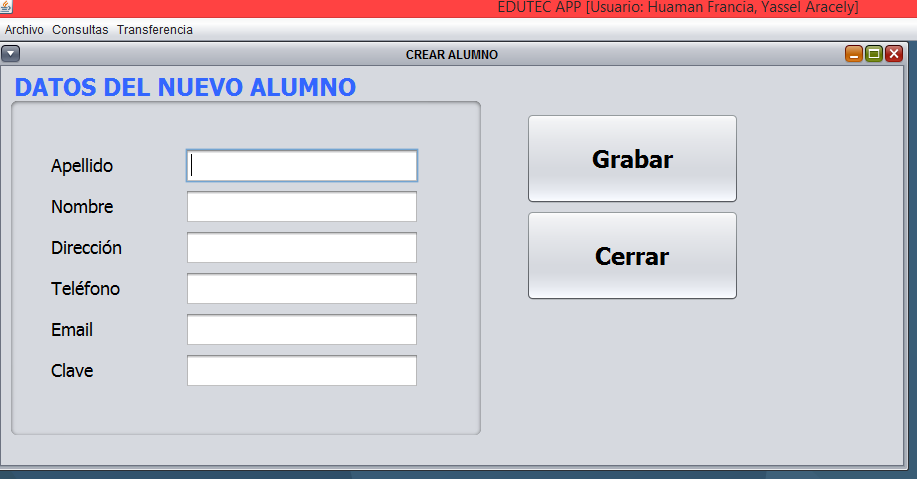 EDUTEC APP [Usuario: Huaman Francia, Yassel Aracely]
Archivo Consultas Transferencia
CREAR ALUMNO
DATOS DEL NUEVO ALUMNO
Apellido
Nombre
Dirección
Teléfono
Email
Clave
Grabar
Cerrar